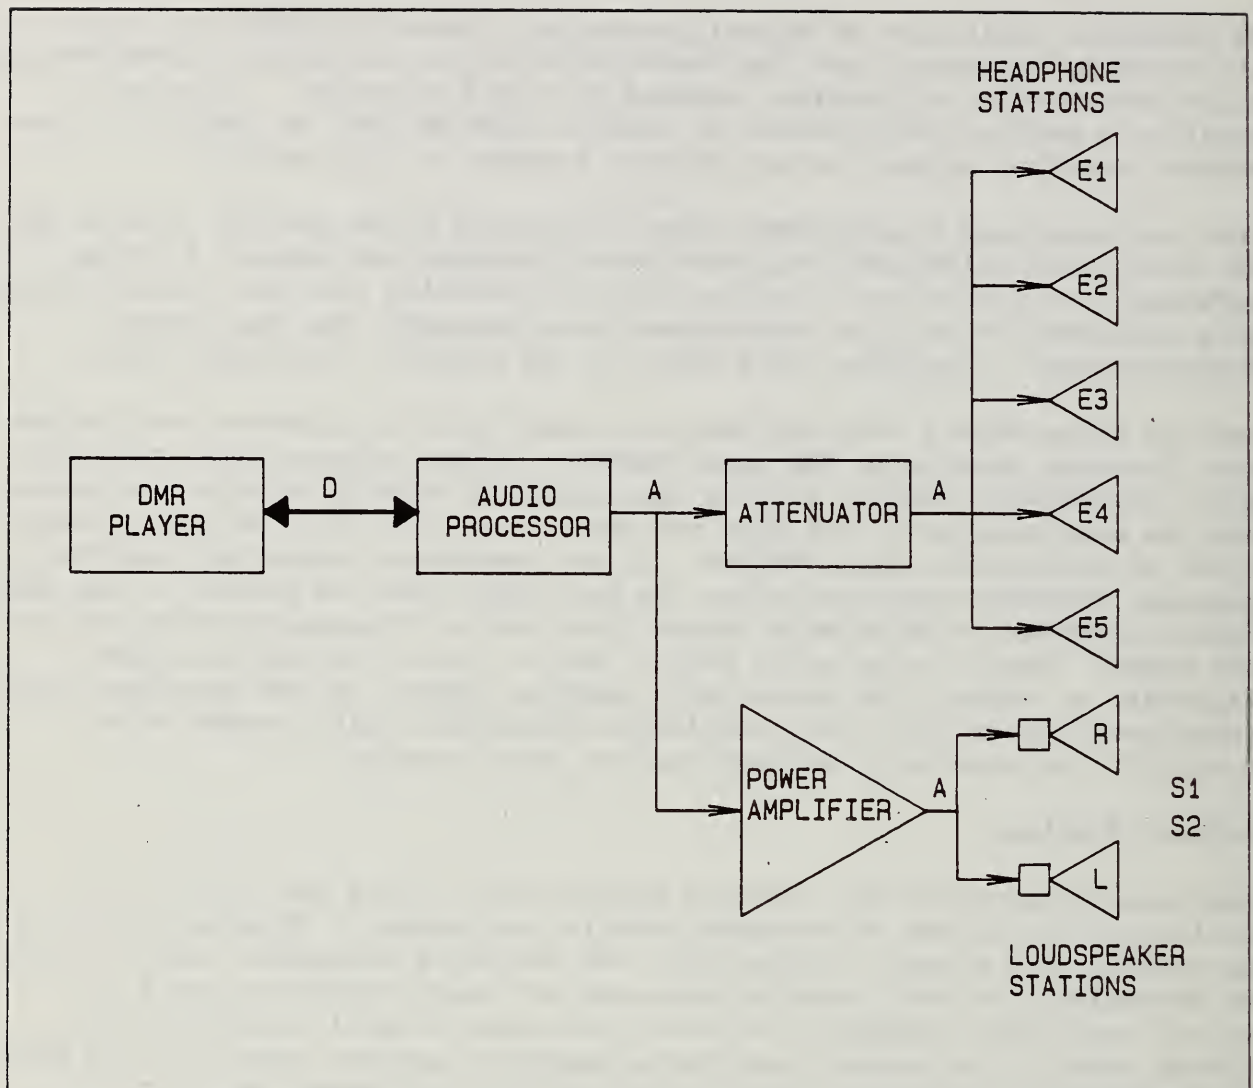 HEADPHONE
STATIONS
E1
E2
E3
DMR
PLAYER
D
AUDIO
PROCESSOR
A
ATTENUATOR
A
E4
E5
POWER
AMPLIFIER
A
R
S1
S2
L
LOUDSPEAKER
STATIONS